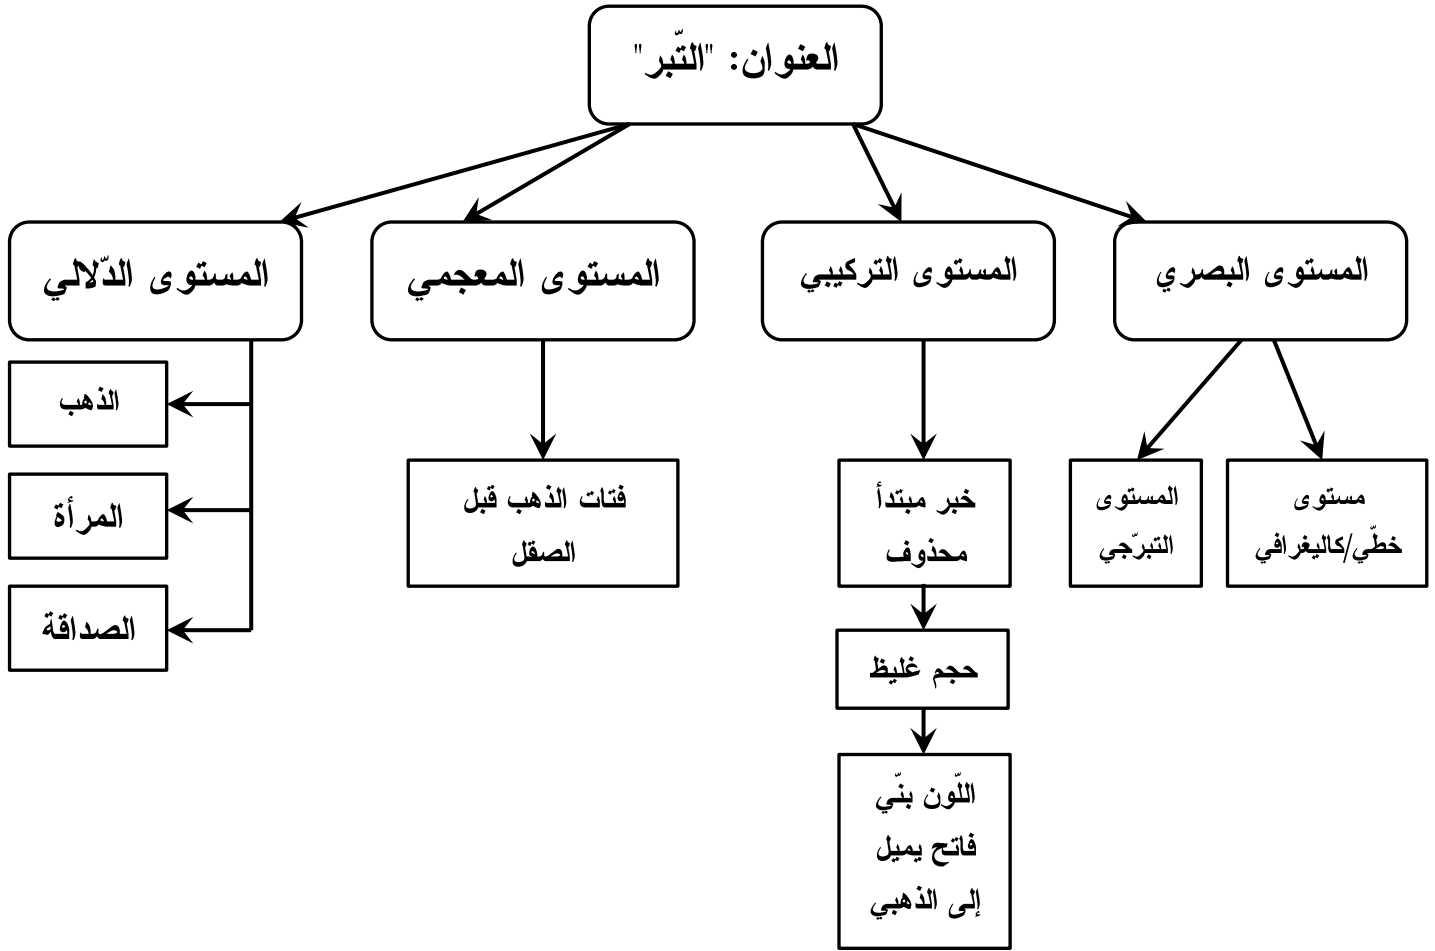 العنوان: "التّبر"
المستوى البصري
المستوى التركيبي
المستوى المعجمي
المستوى الدّلالي
مستوى
خطّي/كاليغرافي
المستوى
التبرّجي
خبر مبتدأ
محذوف
حجم غليظ
اللّون بنّي
فاتح يميل
إلى الذهبي
فتات الذهب قبل
الصقل
الذهب
المرأة
الصداقة